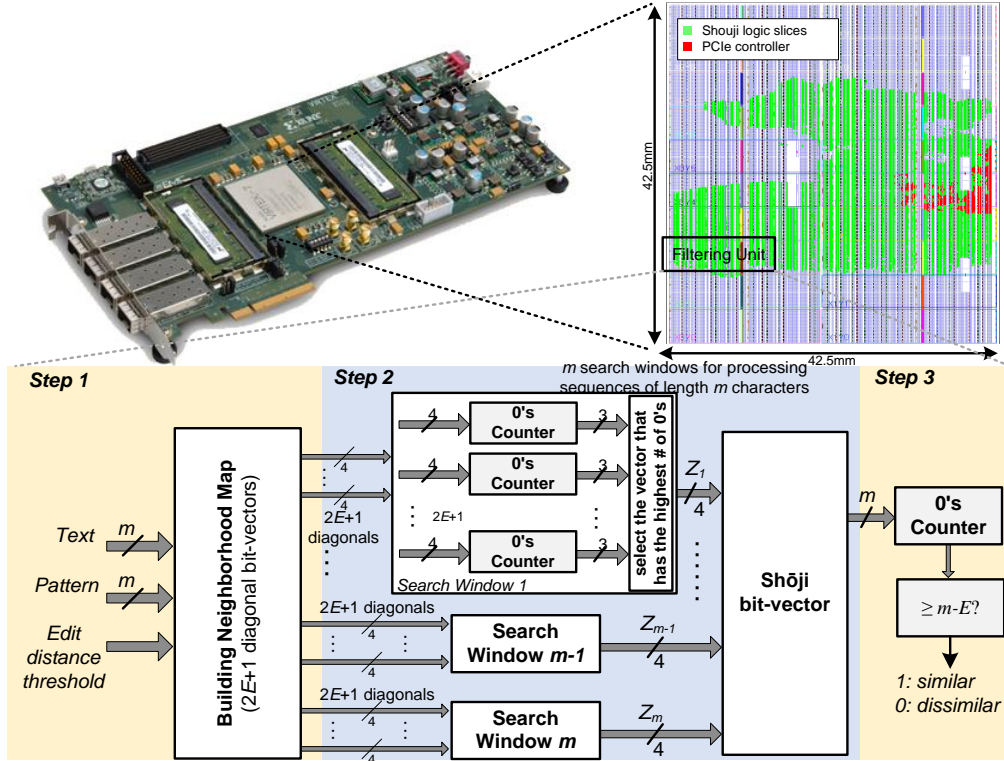 Shouji logic slices
PCIe controller
42.5mm
Filtering Unit
42.5mm
XILINX
VIRTEX-7
Step 1
Step 2
m search windows for processing
sequences of length m characters
Step 3
Text
m
Pattern
m
Edit
distance
threshold
Building Neighborhood Map
(2E+1 diagonal bit-vectors)
4
4
2E+1
diagonals
4
0's
Counter
3
4
0's
Counter
3
2E+1
4
0's
Counter
3
select the vector that
has the highest # of 0's
Search Window 1
Z1
4
2E+1 diagonals
4
4
Search
Window m-1
Zm-1
4
2E+1 diagonals
4
4
Search
Window m
Zm
4
Shōji
bit-vector
m
0's
Counter
≥ m-E?
1: similar
0: dissimilar